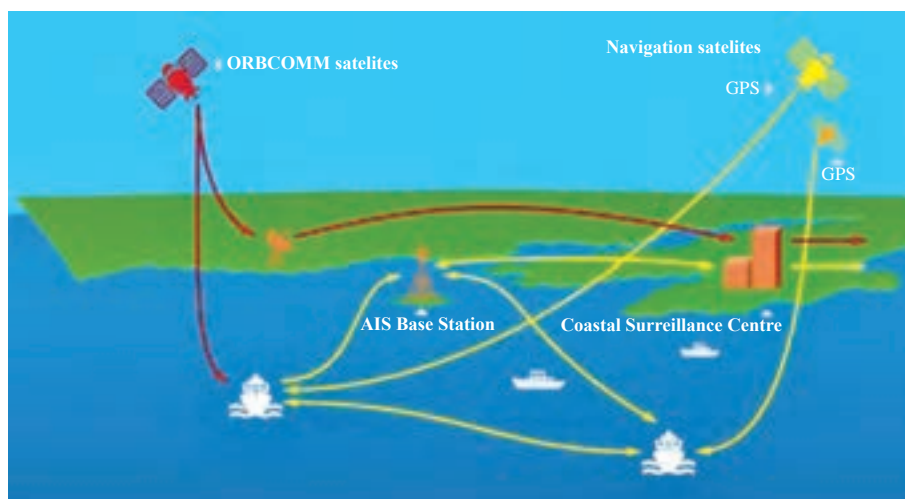 ORBCOMM satelites
Navigation satelites
GPS
GPS
AIS Base Station
Coastal Surreillance Centre